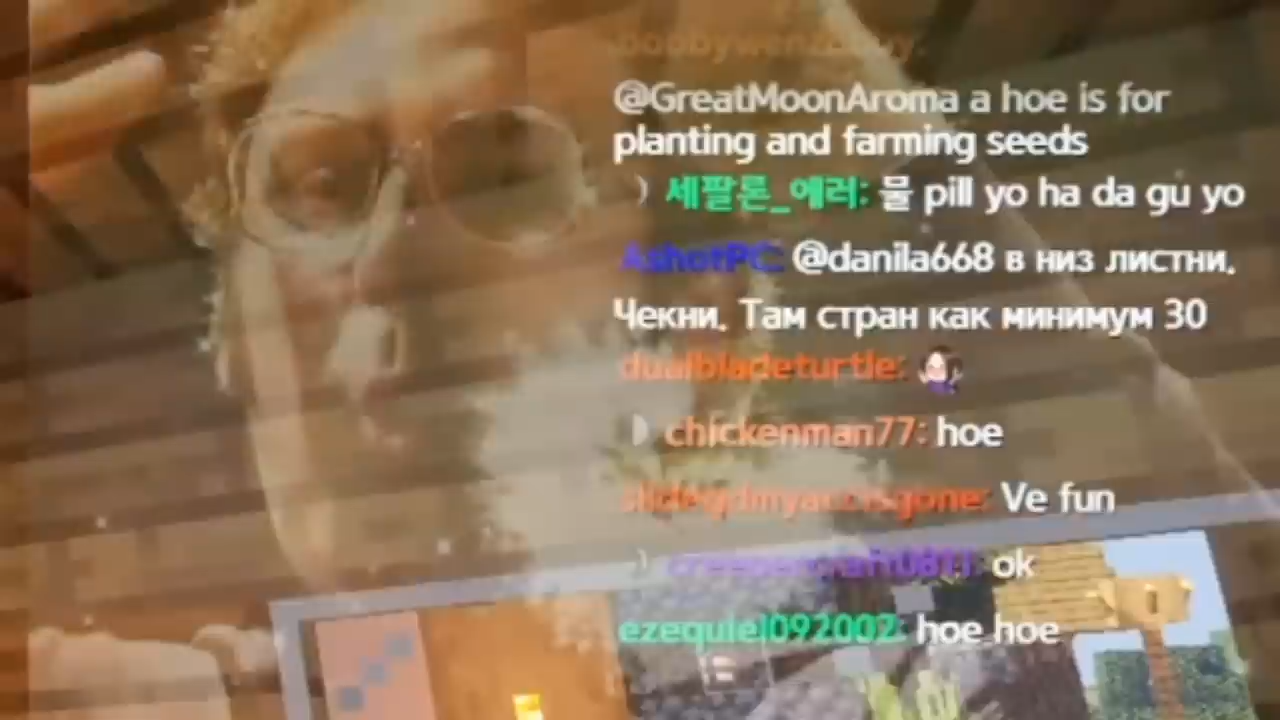 @GreatMoonAroma a hoe is for
planting and farming seeds
세팔론_에러: 물 pill yo ha da gu yo
AshotPC: @danila668 в низ листни.
Чекни. Там стран как минимум 30
dualbladeturtle:
chickenman77: hoe
Ve fun
ok
ezequiel092002: hoe hoe